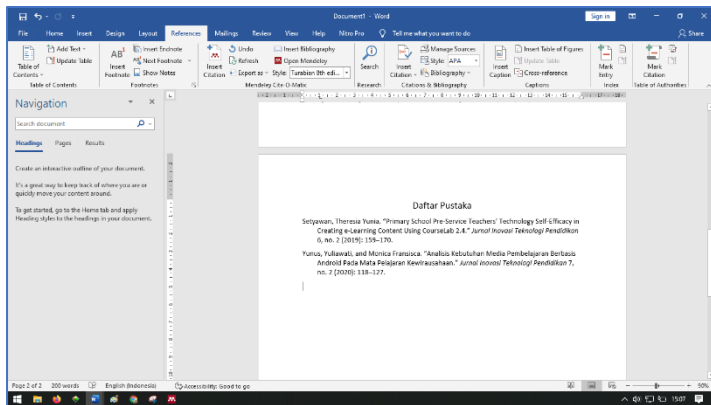 Document1 - Word
Sign in
File Home Insert Design Layout References Mailings Review View Help Nitro Pro Tell me what you want to do Share
Table of Contents
Add Text
Update Table
Table of Contents
AB
Insert Footnote
Insert Endnote
Next Footnote
Show Notes
Footnotes
Insert Citation
Undo
Refresh
Export as
Insert Bibliography
Open Mendeley
Style: Turabian 8th edi...
Mendeley Cite-O-Matic
Search
Research
Insert Citation
Manage Sources
Style: APA
Bibliography
Citations & Bibliography
Insert Caption
Insert Table of Figures
Update Table
Cross-reference
Captions
Mark Entry
Index
Mark Citation
Table of Authorities
Navigation
Search document
Headings Pages Results
Create an interactive outline of your document.
It's a great way to keep track of where you are or
quickly move your content around.
To get started, go to the Home tab and apply
Heading styles to the headings in your document.
Daftar Pustaka
Setyawan, Theresia Yunia. "Primary School Pre-Service Teachers' Technology Self-Efficacy in
Creating e-Learning Content Using CourseLab 2.4." Jurnal Inovasi Teknologi Pendidikan
6, no. 2 (2019): 159–170.
Yunus, Yuliawati, and Monica Fransisca. "Analisis Kebutuhan Media Pembelajaran Berbasis
Android Pada Mata Pelajaran Kewirausahaan." Jurnal Inovasi Teknologi Pendidikan 7,
no. 2 (2020): 118–127.
Page 2 of 2 203 words English (Indonesia) Accessibility: Good to go 90%
15:07